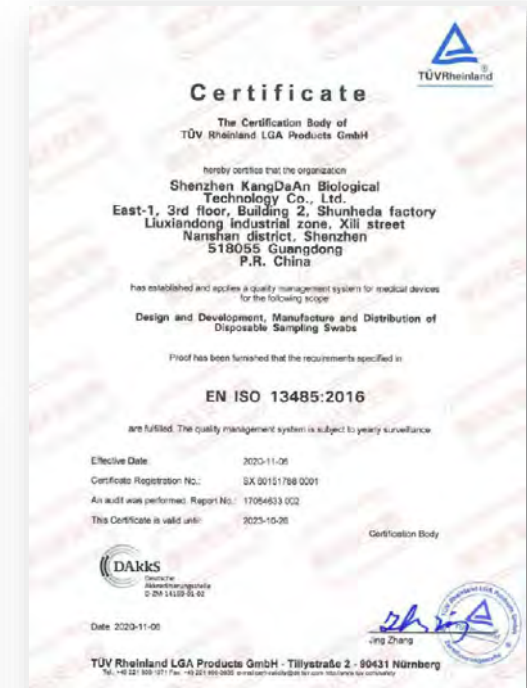 TÜVRheinland®
Certificate
The Certification Body of
TÜV Rheinland LGA Products GmbH
hereby certifies that the organization
Shenzhen KangDaAn Biological
Technology Co., Ltd.
East-1, 3rd floor, Building 2, Shunheda factory
Liuxiandong industrial zone, Xili street
Nanshan district, Shenzhen
518055 Guangdong
P.R. China
has established and applies a quality management system for medical devices
for the following scope
Design and Development, Manufacture and Distribution of
Disposable Sampling Swabs
Proof has been furnished that the requirements specified in
EN ISO 13485:2016
are fulfilled. The quality management system is subject to yearly surveillance
Effective Date: 2020-11-06
Certificate Registration No.: SX 60151788 0001
An audit was performed. Report No.: 17064633 002
This Certificate is valid until: 2023-10-26
Certification Body
DAkkS
Deutsche
Akkreditierungsstelle
Date 2020-11-06
Jing Zhang
TÜV Rheinland LGA Products GmbH - Tillystraße 2 - 90431 Nürnberg